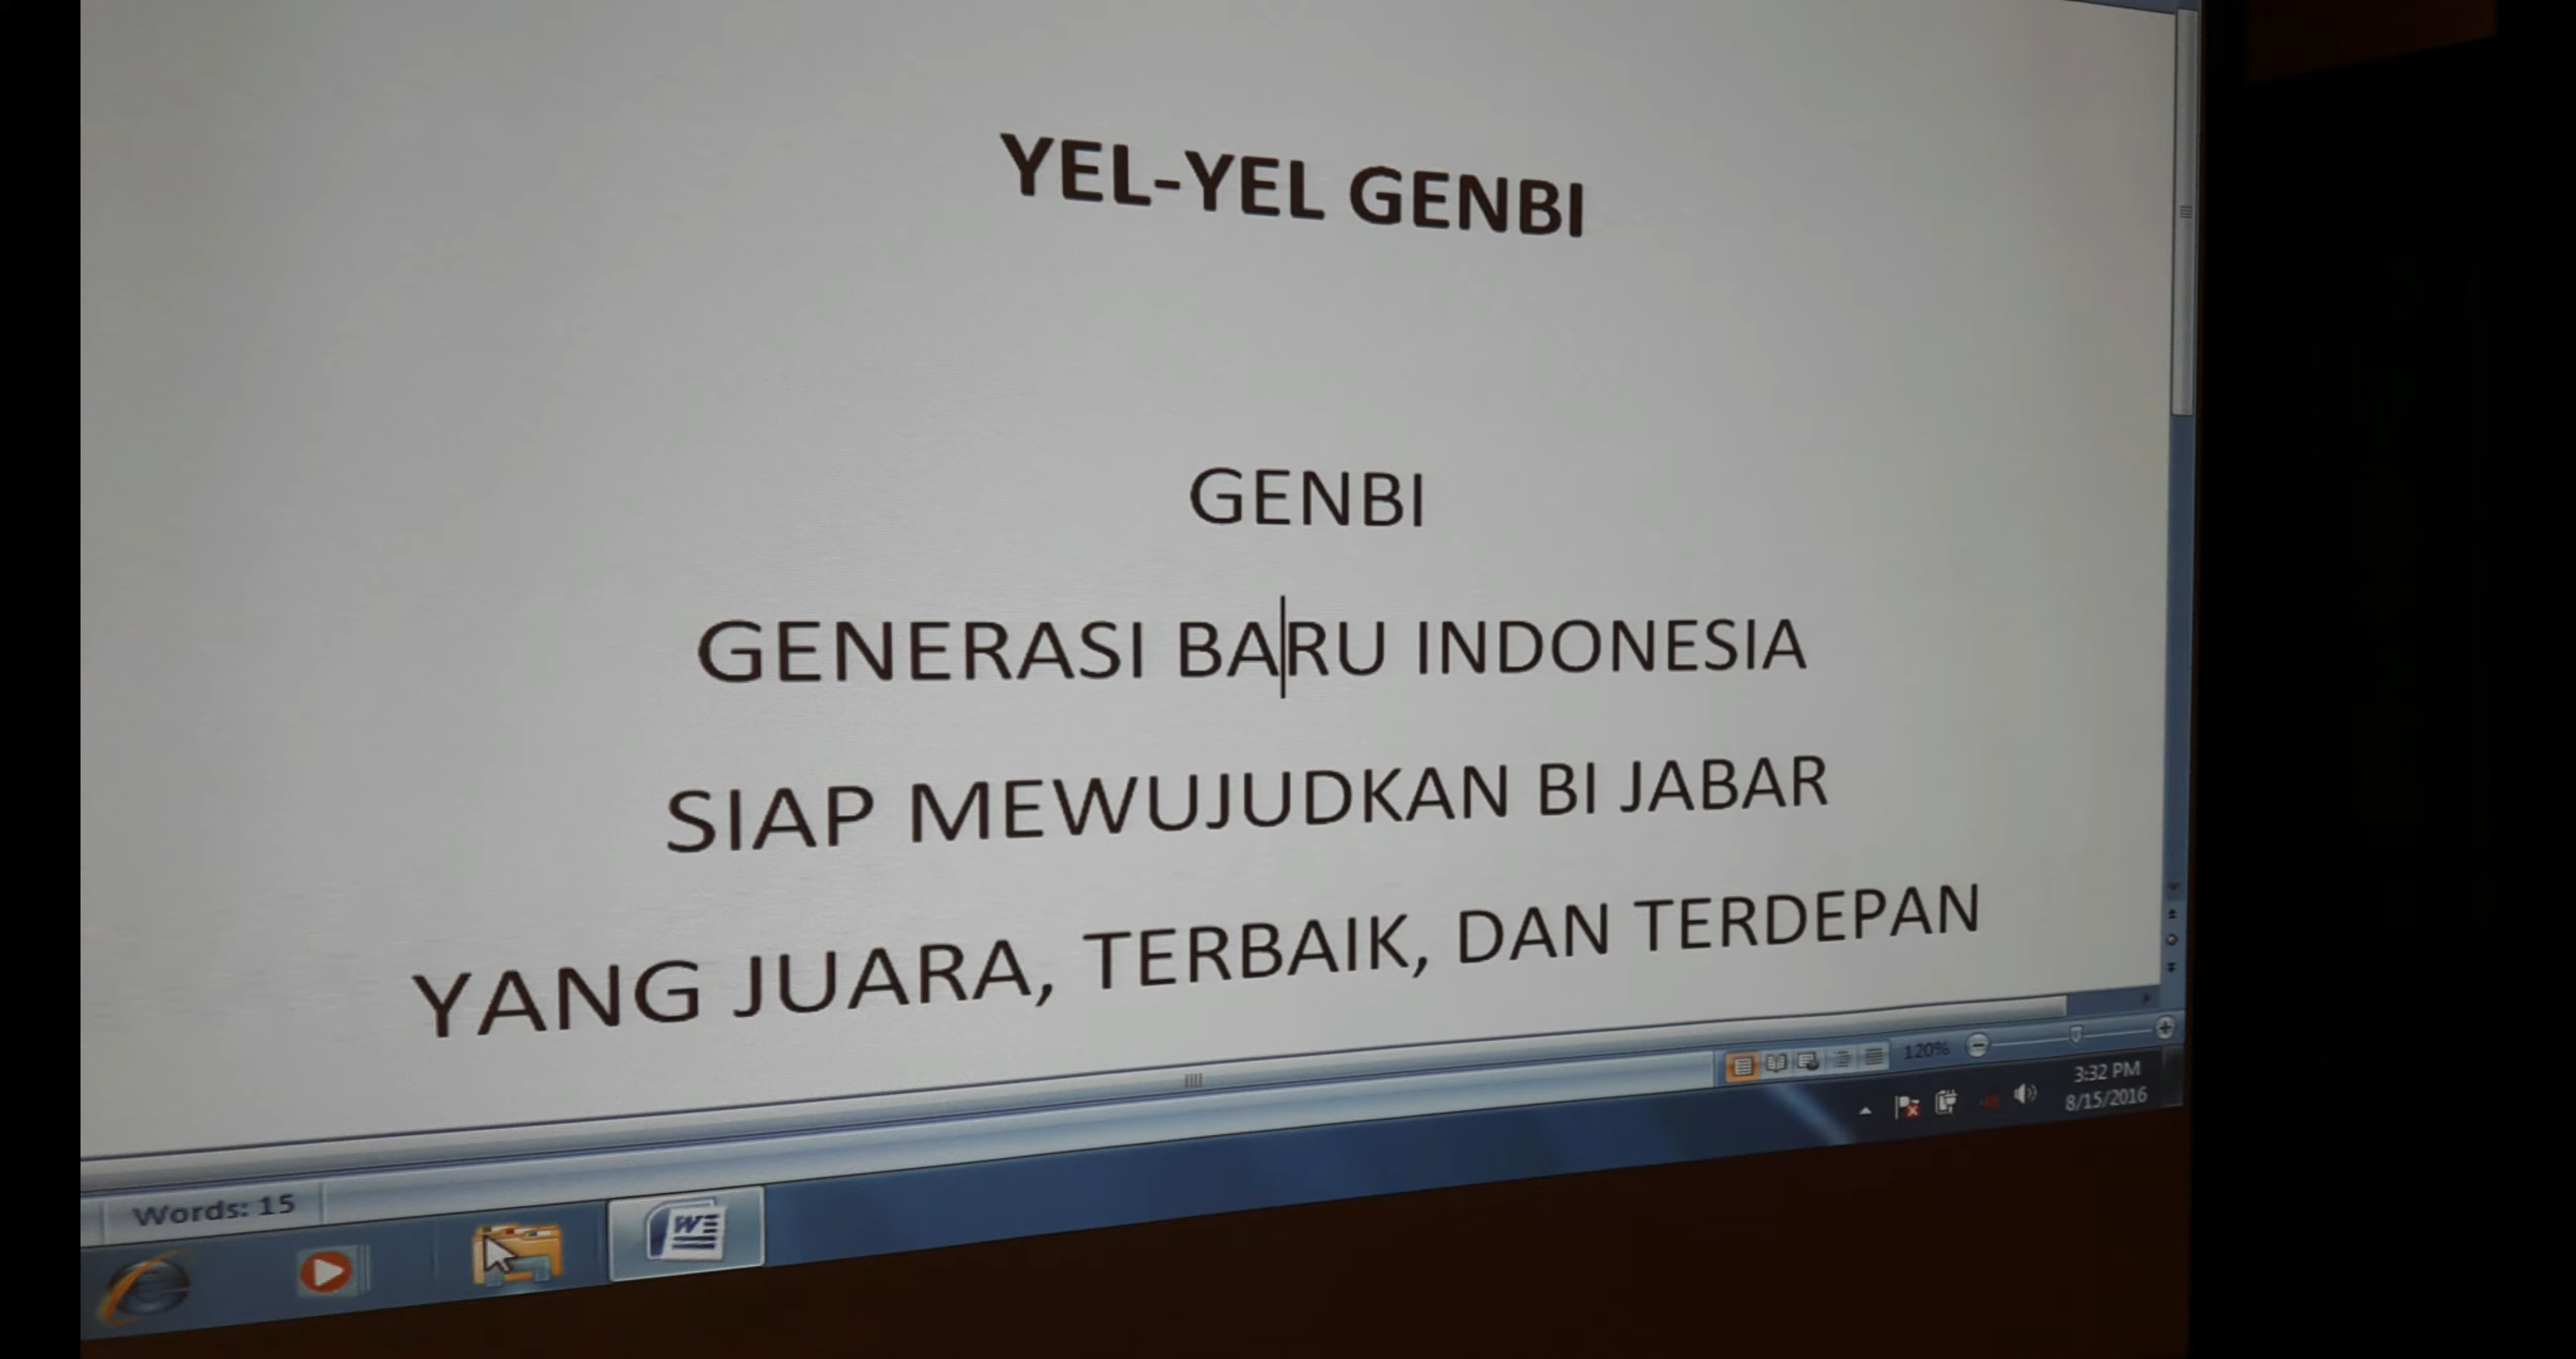 YEL-YEL GENBI
GENBI
GENERASI BARU INDONESIA
SIAP MEWUJUDKAN BI JABAR
YANG JUARA, TERBAIK, DAN TERDEPAN
120%
3:32 PM
8/15/2016
Words: 15